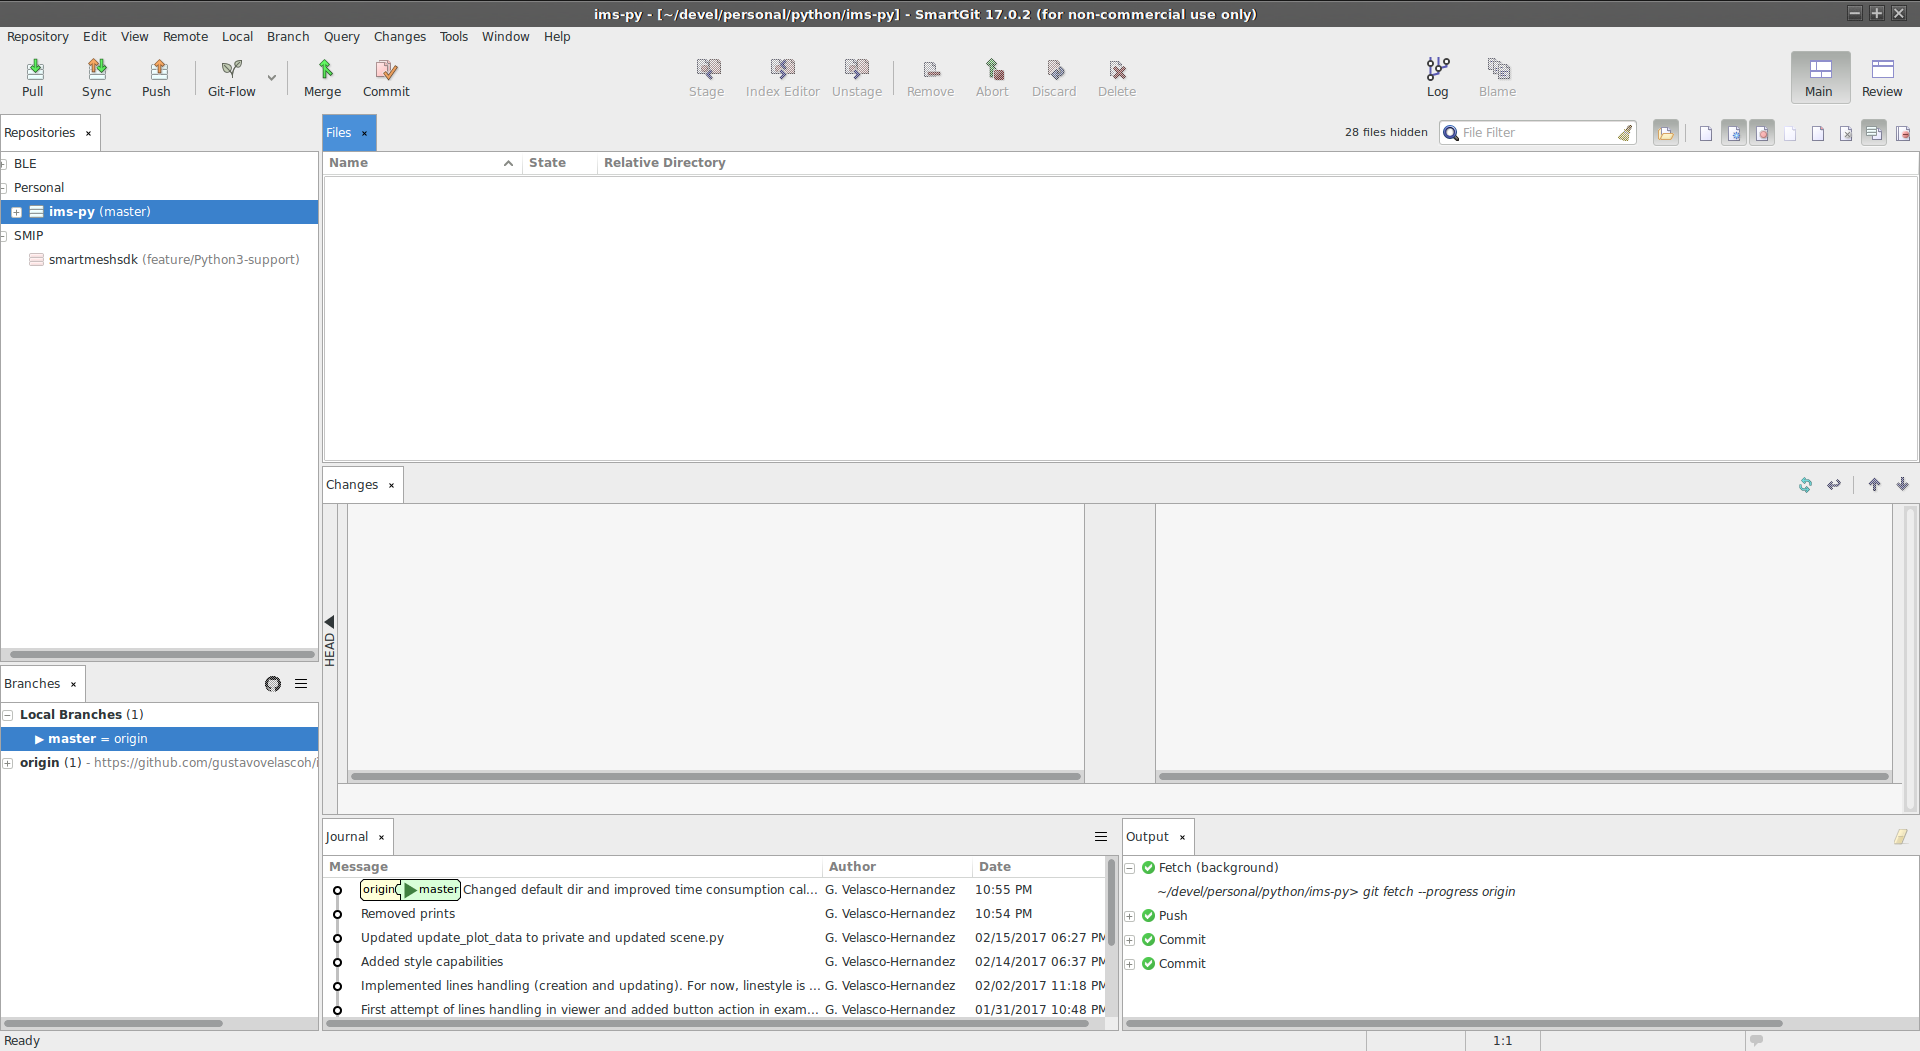 ims-py - [~/devel/personal/python/ims-py] - SmartGit 17.0.2 (for non-commercial use only)
Repository Edit View Remote Local Branch Query Changes Tools Window Help
Pull Sync Push Git-Flow Merge Commit Stage Index Editor Unstage Remove Abort Discard Delete Log Blame Main Review
Repositories
BLE
Personal
ims-py (master)
SMIP
smartmeshsdk (feature/Python3-support)
Files
28 files hidden
File Filter
Name State Relative Directory
Changes
HEAD
Branches
Local Branches (1)
master = origin
origin (1) - https://github.com/gustavovelascoh/i
Journal
Message Author Date
origin master Changed default dir and improved time consumption cal... G. Velasco-Hernandez 10:55 PM
Removed prints G. Velasco-Hernandez 10:54 PM
Updated update_plot_data to private and updated scene.py G. Velasco-Hernandez 02/15/2017 06:27 PM
Added style capabilities G. Velasco-Hernandez 02/14/2017 06:37 PM
Implemented lines handling (creation and updating). For now, linestyle is ... G. Velasco-Hernandez 02/02/2017 11:18 PM
First attempt of lines handling in viewer and added button action in exam... G. Velasco-Hernandez 01/31/2017 10:48 PM
Output
Fetch (background)
~/devel/personal/python/ims-py> git fetch --progress origin
Push
Commit
Commit
Ready
1:1